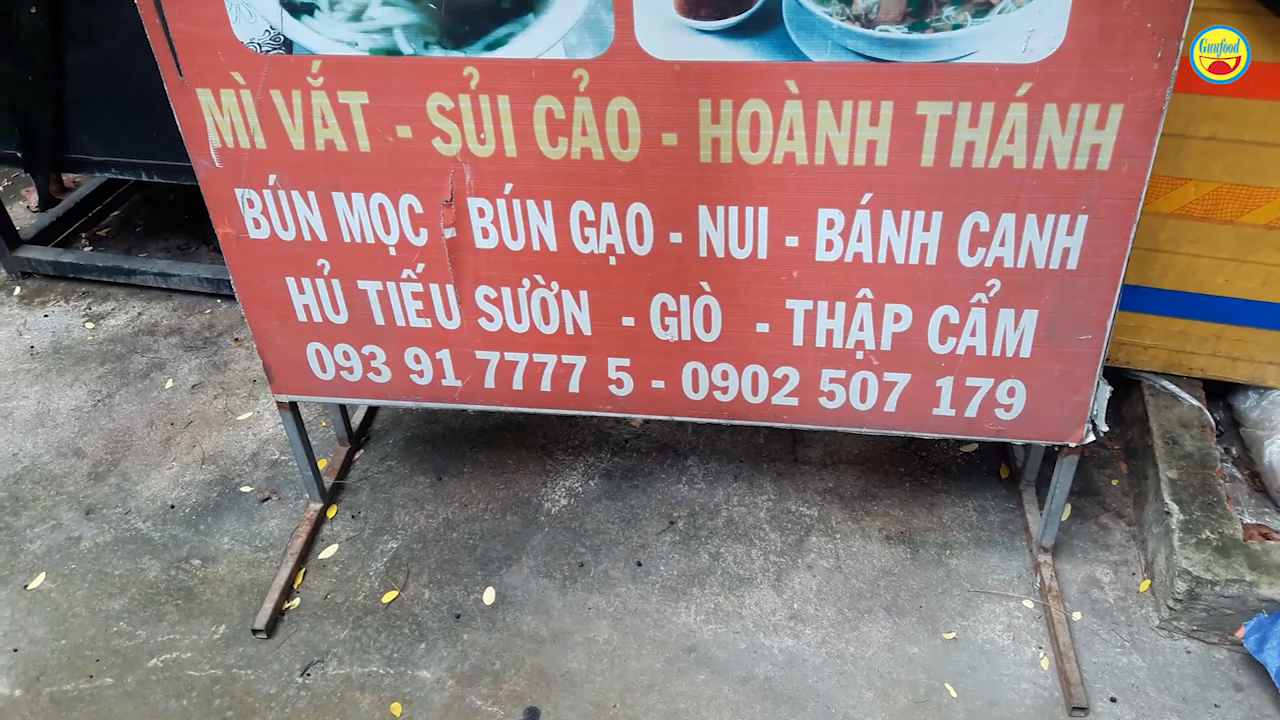 Gunfood
MÌ VẮT - SỦI CẢO - HOÀNH THÁNH
BÚN MỌC - BÚN GẠO - NUI - BÁNH CANH
HỦ TIẾU SƯỜN - GIÒ - THẬP CẨM
093 91 7777 5 - 0902 507 179